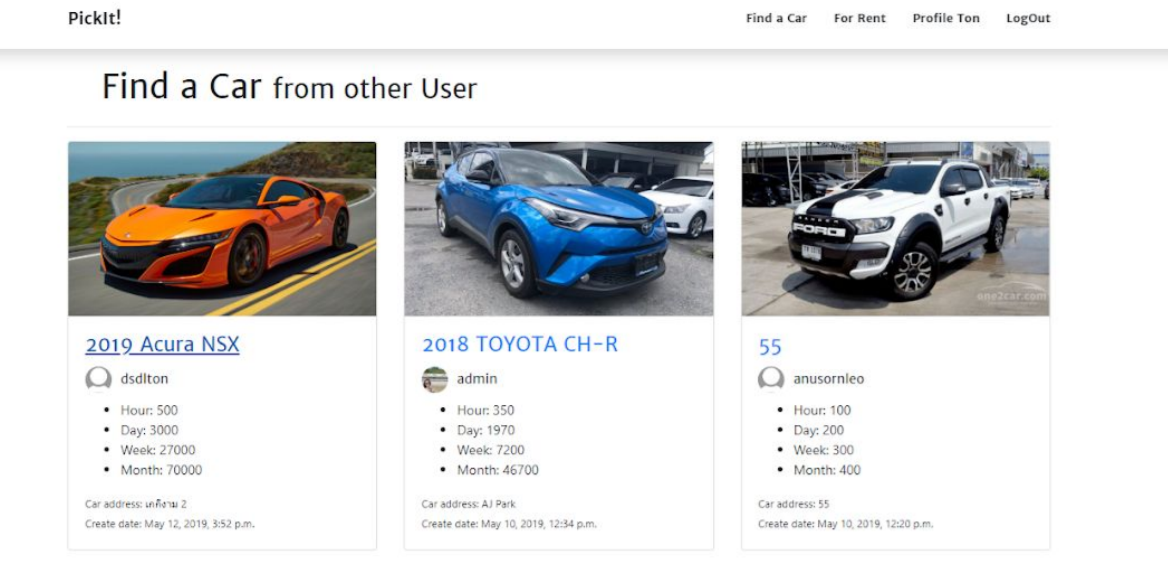 PickIt!
Find a Car For Rent Profile Ton LogOut
Find a Car from other User
FORD
one2car.com
2019 Acura NSX
dsdlton
Hour: 500
Day: 3000
Week: 27000
Month: 70000
Car address: เกกีงาม 2
Create date: May 12, 2019, 3:52 p.m.
2018 TOYOTA CH-R
admin
Hour: 350
Day: 1970
Week: 7200
Month: 46700
Car address: AJ Park
Create date: May 10, 2019, 12:34 p.m.
55
anusornleo
Hour: 100
Day: 200
Week: 300
Month: 400
Car address: 55
Create date: May 10, 2019, 12:20 p.m.